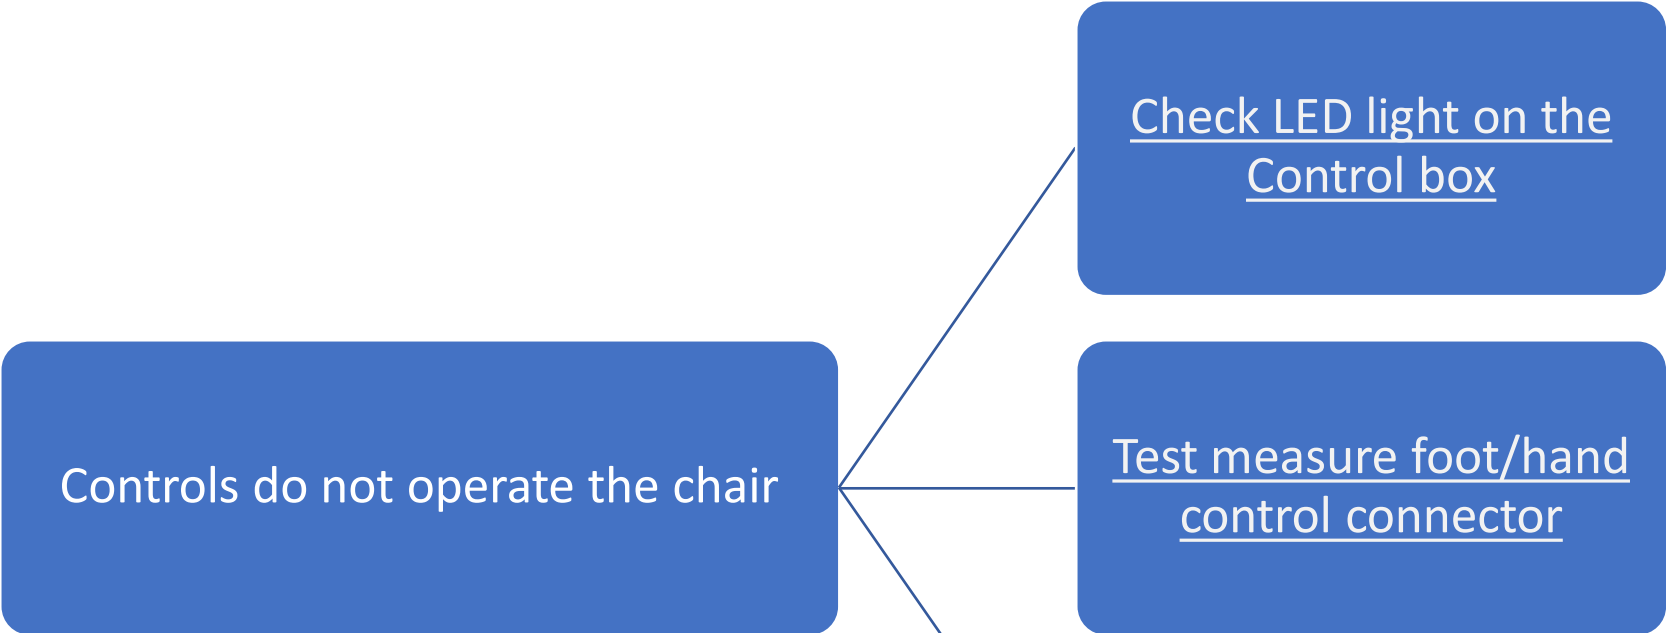 Check LED light on the
Control box
Controls do not operate the chair
Test measure foot/hand
control connector